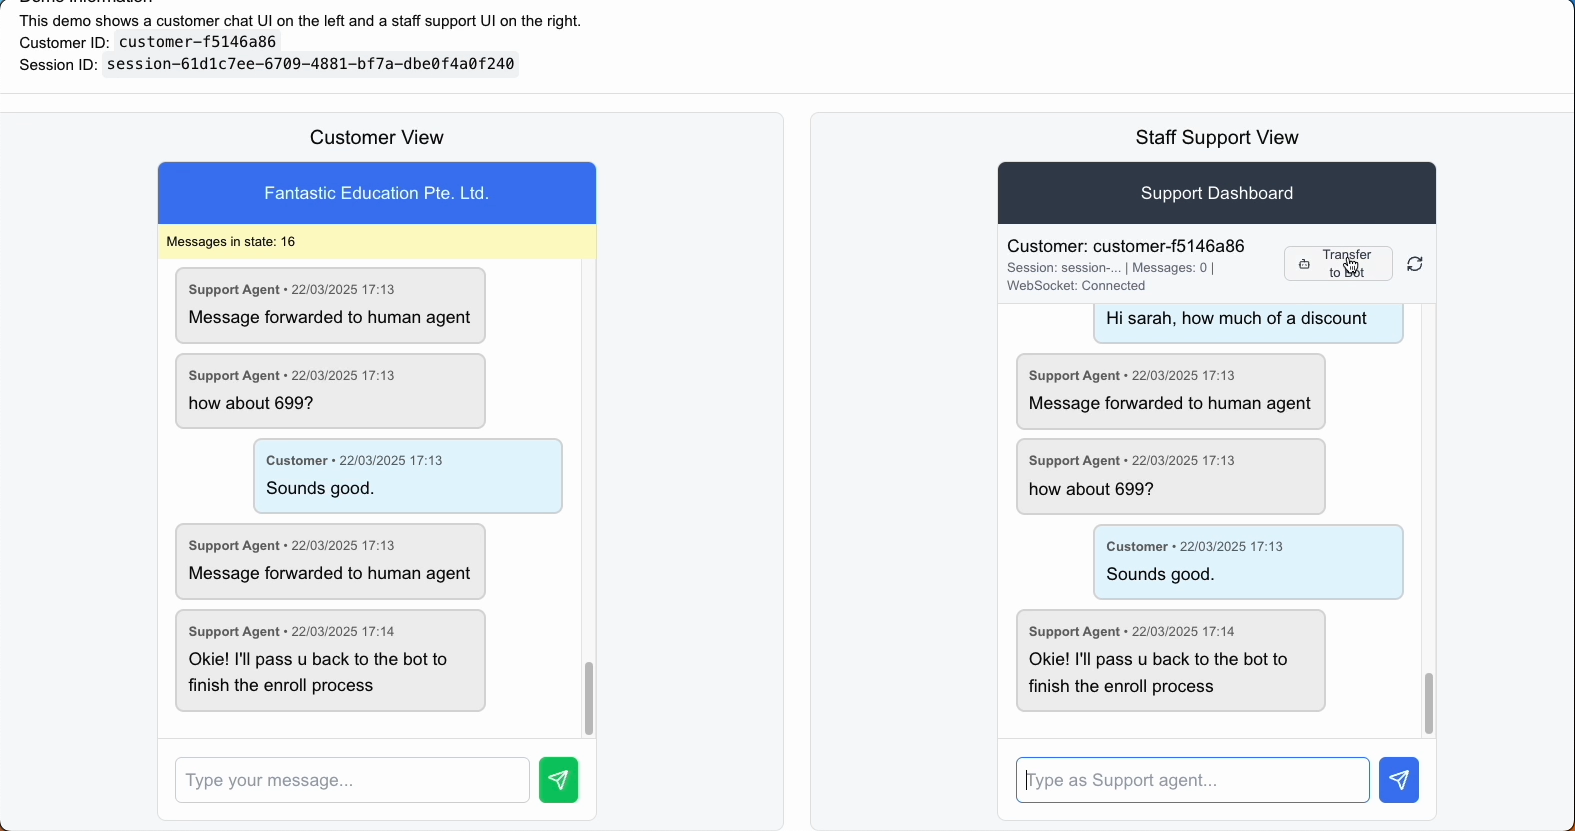 This demo shows a customer chat UI on the left and a staff support UI on the right.
Customer ID: customer-f5146a86
Session ID: session-61d1c7ee-6709-4881-bf7a-dbe0f4a0f240
Customer View
Fantastic Education Pte. Ltd.
Messages in state: 16
Support Agent • 22/03/2025 17:13
Message forwarded to human agent
Support Agent • 22/03/2025 17:13
how about 699?
Customer • 22/03/2025 17:13
Sounds good.
Support Agent • 22/03/2025 17:13
Message forwarded to human agent
Support Agent • 22/03/2025 17:14
Okie! I'll pass u back to the bot to
finish the enroll process
Type your message...
Staff Support View
Support Dashboard
Customer: customer-f5146a86
Session: session-... | Messages: 0 |
WebSocket: Connected
Transfer
to Bot
Hi sarah, how much of a discount
Support Agent • 22/03/2025 17:13
Message forwarded to human agent
Support Agent • 22/03/2025 17:13
how about 699?
Customer • 22/03/2025 17:13
Sounds good.
Support Agent • 22/03/2025 17:14
Okie! I'll pass u back to the bot to
finish the enroll process
Type as Support agent...